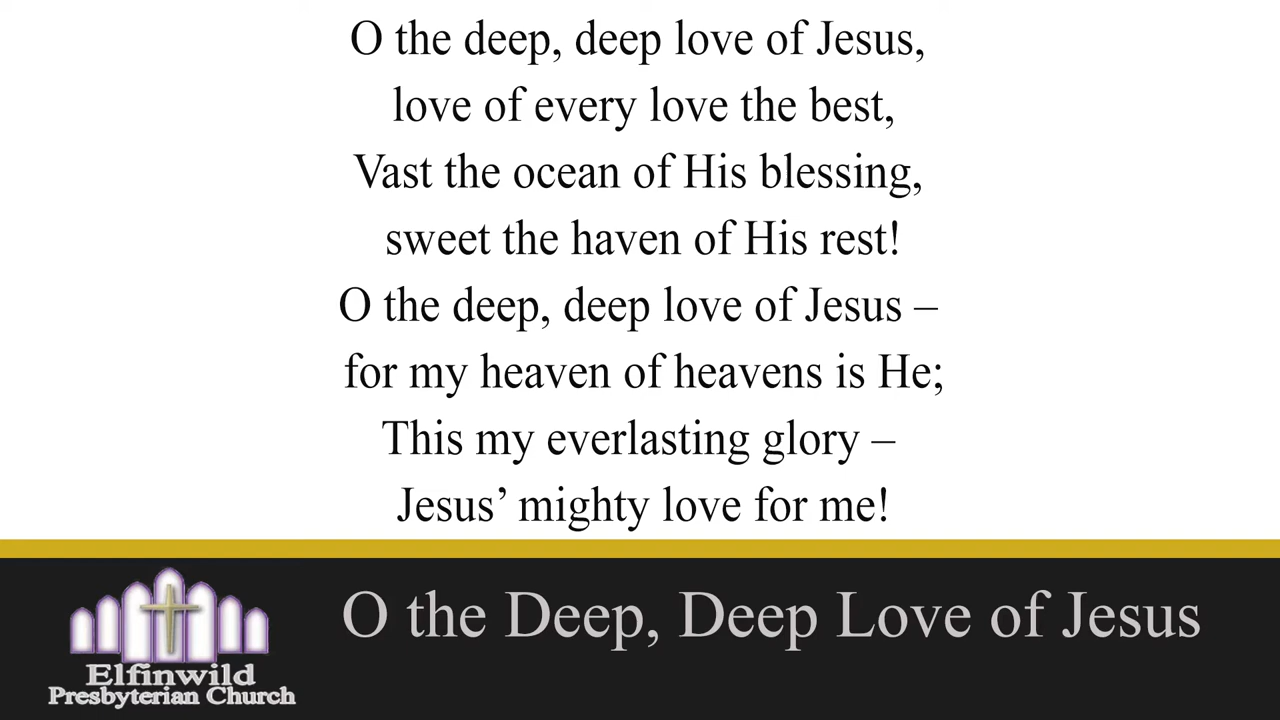 O the deep, deep love of Jesus,
love of every love the best,
Vast the ocean of His blessing,
sweet the haven of His rest!
O the deep, deep love of Jesus –
for my heaven of heavens is He;
This my everlasting glory –
Jesus’ mighty love for me!
O the Deep, Deep Love of Jesus
Elfinwild
Presbyterian Church